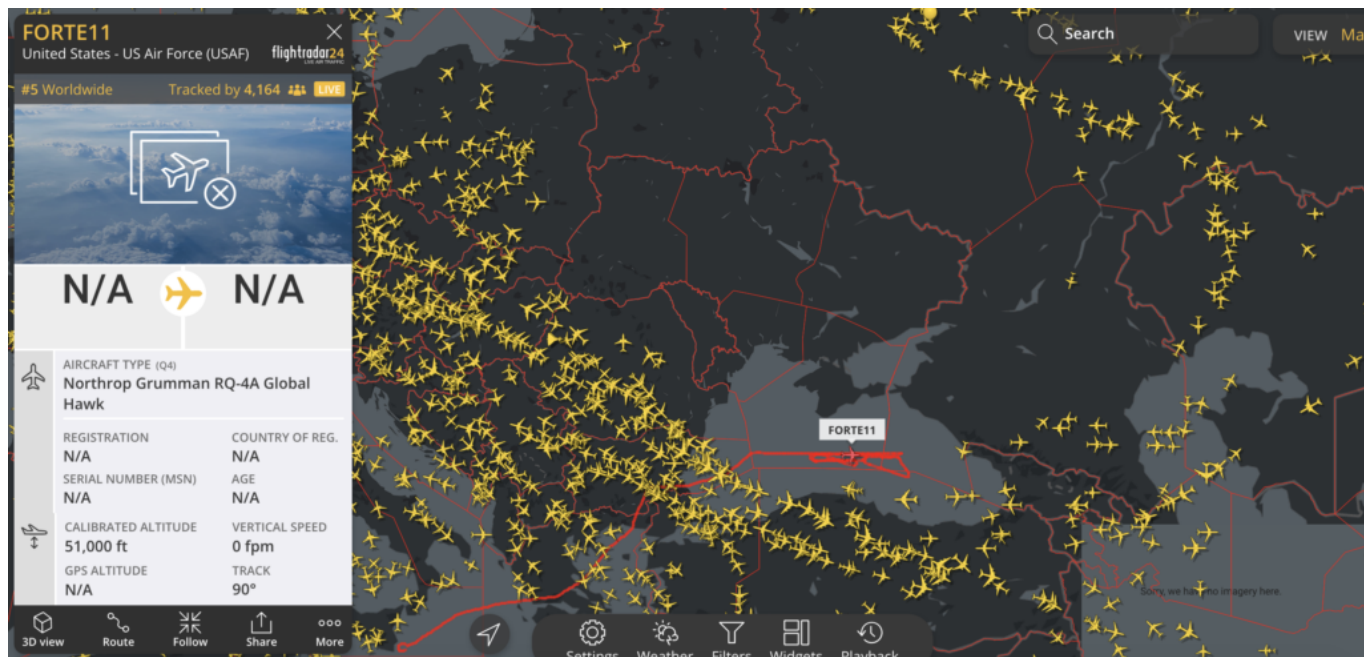 FORTE11
United States - US Air Force (USAF)
flightradar24
LIVE AIR TRAFFIC
#5 Worldwide
Tracked by 4,164
LIVE
N/A
N/A
AIRCRAFT TYPE (Q4)
Northrop Grumman RQ-4A Global
Hawk
REGISTRATION
COUNTRY OF REG.
N/A
N/A
SERIAL NUMBER (MSN)
AGE
N/A
N/A
CALIBRATED ALTITUDE
VERTICAL SPEED
51,000 ft
0 fpm
GPS ALTITUDE
TRACK
N/A
90°
3D view
Route
Follow
Share
More
Search
VIEW
Ma
FORTE11
Sorry, we have no imagery here.
Settings
Weather
Filters
Widgets
Playback